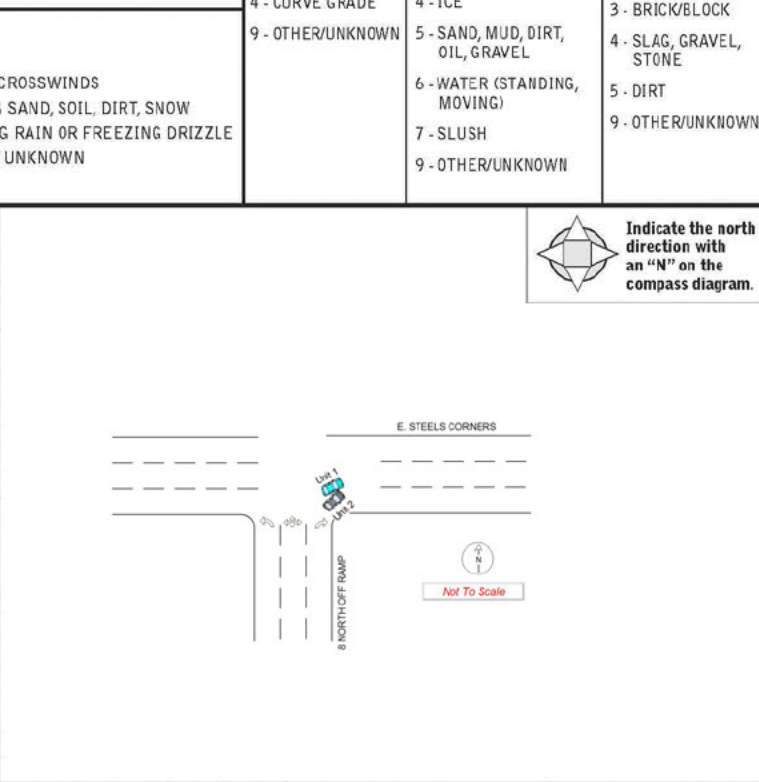 4 - CURVE GRADE
9 - OTHER/UNKNOWN
4 - ICE
5 - SAND, MUD, DIRT,
OIL, GRAVEL
6 - WATER (STANDING,
MOVING)
7 - SLUSH
9 - OTHER/UNKNOWN
3 - BRICK/BLOCK
4 - SLAG, GRAVEL,
STONE
5 - DIRT
9 - OTHER/UNKNOWN
CROSSWINDS
SAND, SOIL, DIRT, SNOW
G RAIN OR FREEZING DRIZZLE
UNKNOWN
Indicate the north
direction with
an “N” on the
compass diagram.
E. STEELS CORNERS
Unit 1
Unit 2
8 NORTH OFF RAMP
N
Not To Scale